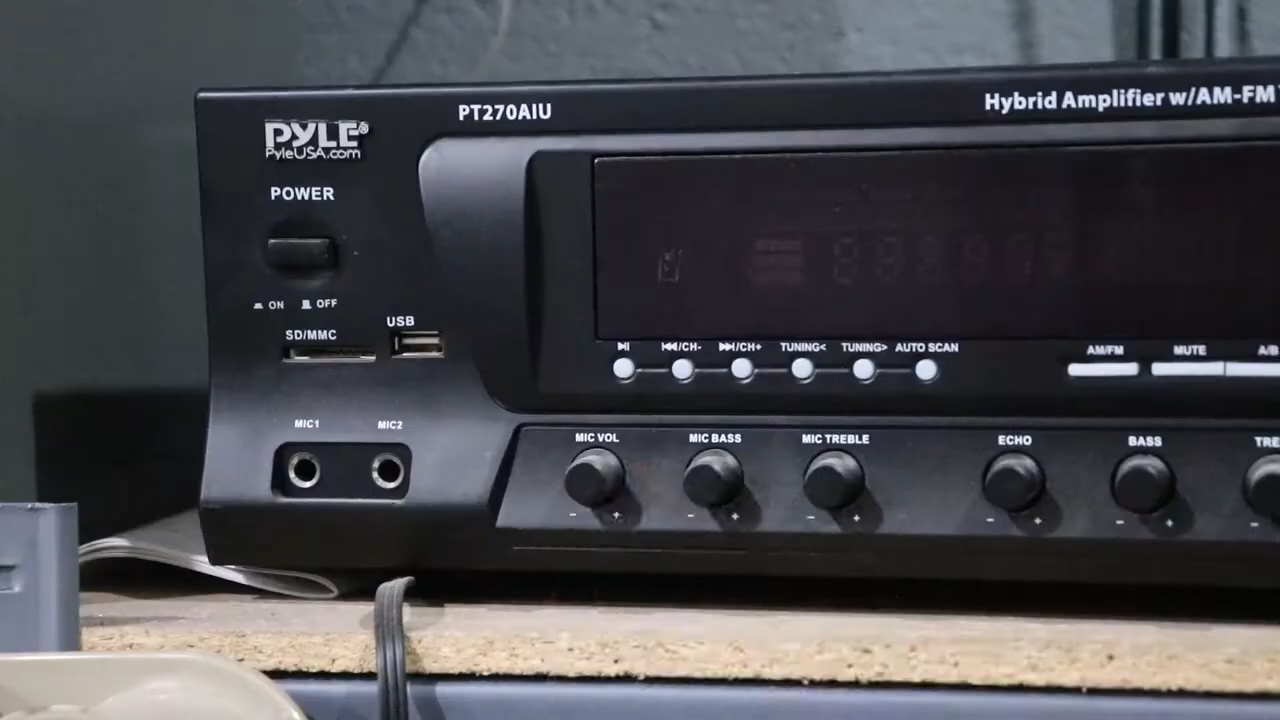 PT270AIU
Hybrid Amplifier w/AM-FM
PYLE®
PyleUSA.com
POWER
ON OFF
SD/MMC
USB
/CH- /CH+ TUNING< TUNING> AUTO SCAN
AM/FM MUTE A/B
MIC1 MIC2
MIC VOL MIC BASS MIC TREBLE ECHO BASS TRE
- + - + - + - + - + -